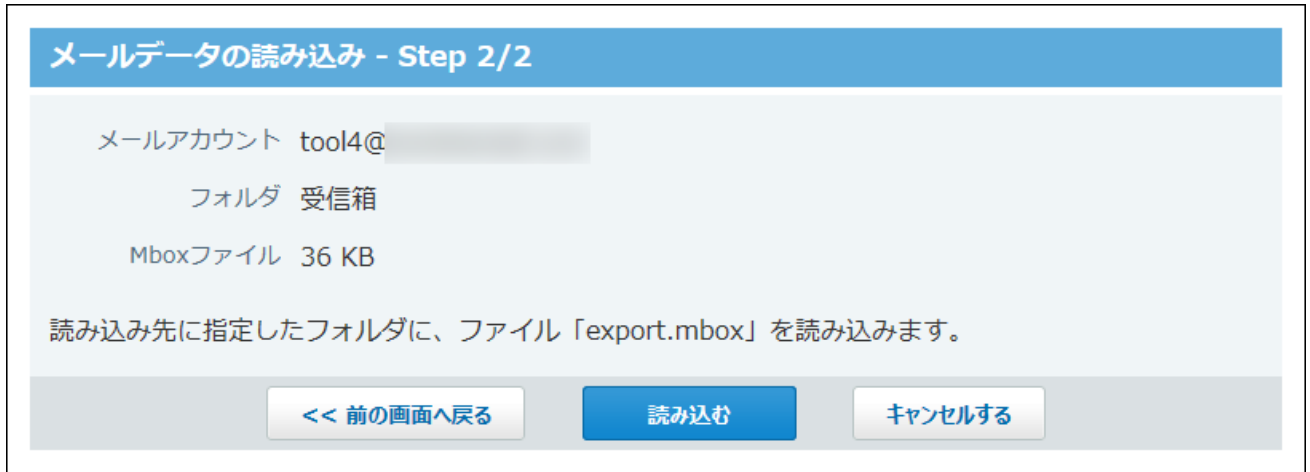 メールデータの読み込み - Step 2/2
メールアカウント tool4@
フォルダ 受信箱
Mboxファイル 36 KB
読み込み先に指定したフォルダに、ファイル「export.mbox」を読み込みます。
<< 前の画面へ戻る 読み込む キャンセルする